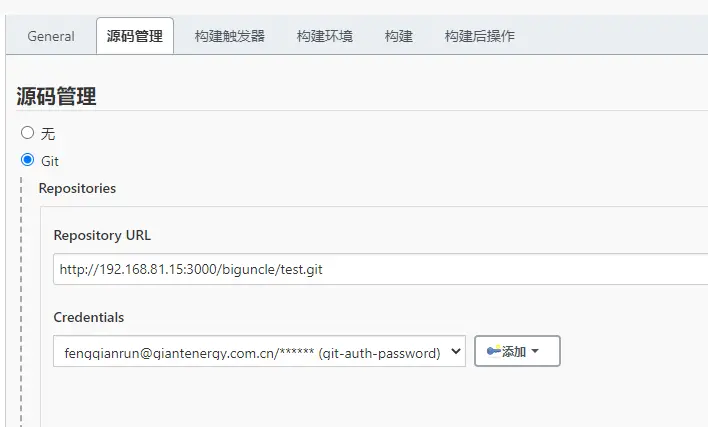 General 源码管理 构建触发器 构建环境 构建 构建后操作
源码管理
无
Git
Repositories
Repository URL
http://192.168.81.15:3000/biguncle/test.git
Credentials
fengqianrun@giantenergy.com.cn/****** (git-auth-password) 添加